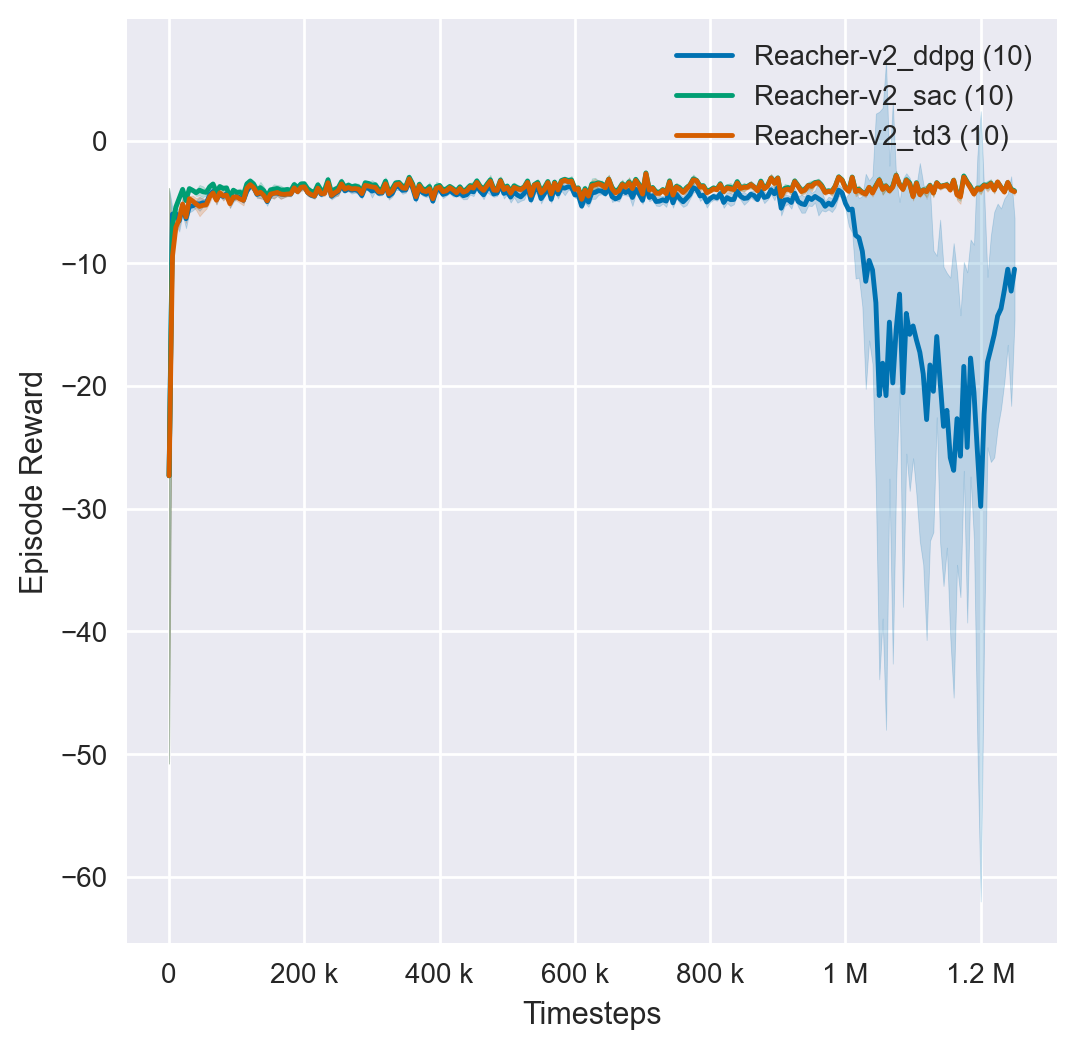 Reacher-v2_ddpg (10)
Reacher-v2_sac (10)
Reacher-v2_td3 (10)
Episode Reward
0
−10
−20
−30
−40
−50
−60
0
200 k
400 k
600 k
800 k
1 M
1.2 M
Timesteps